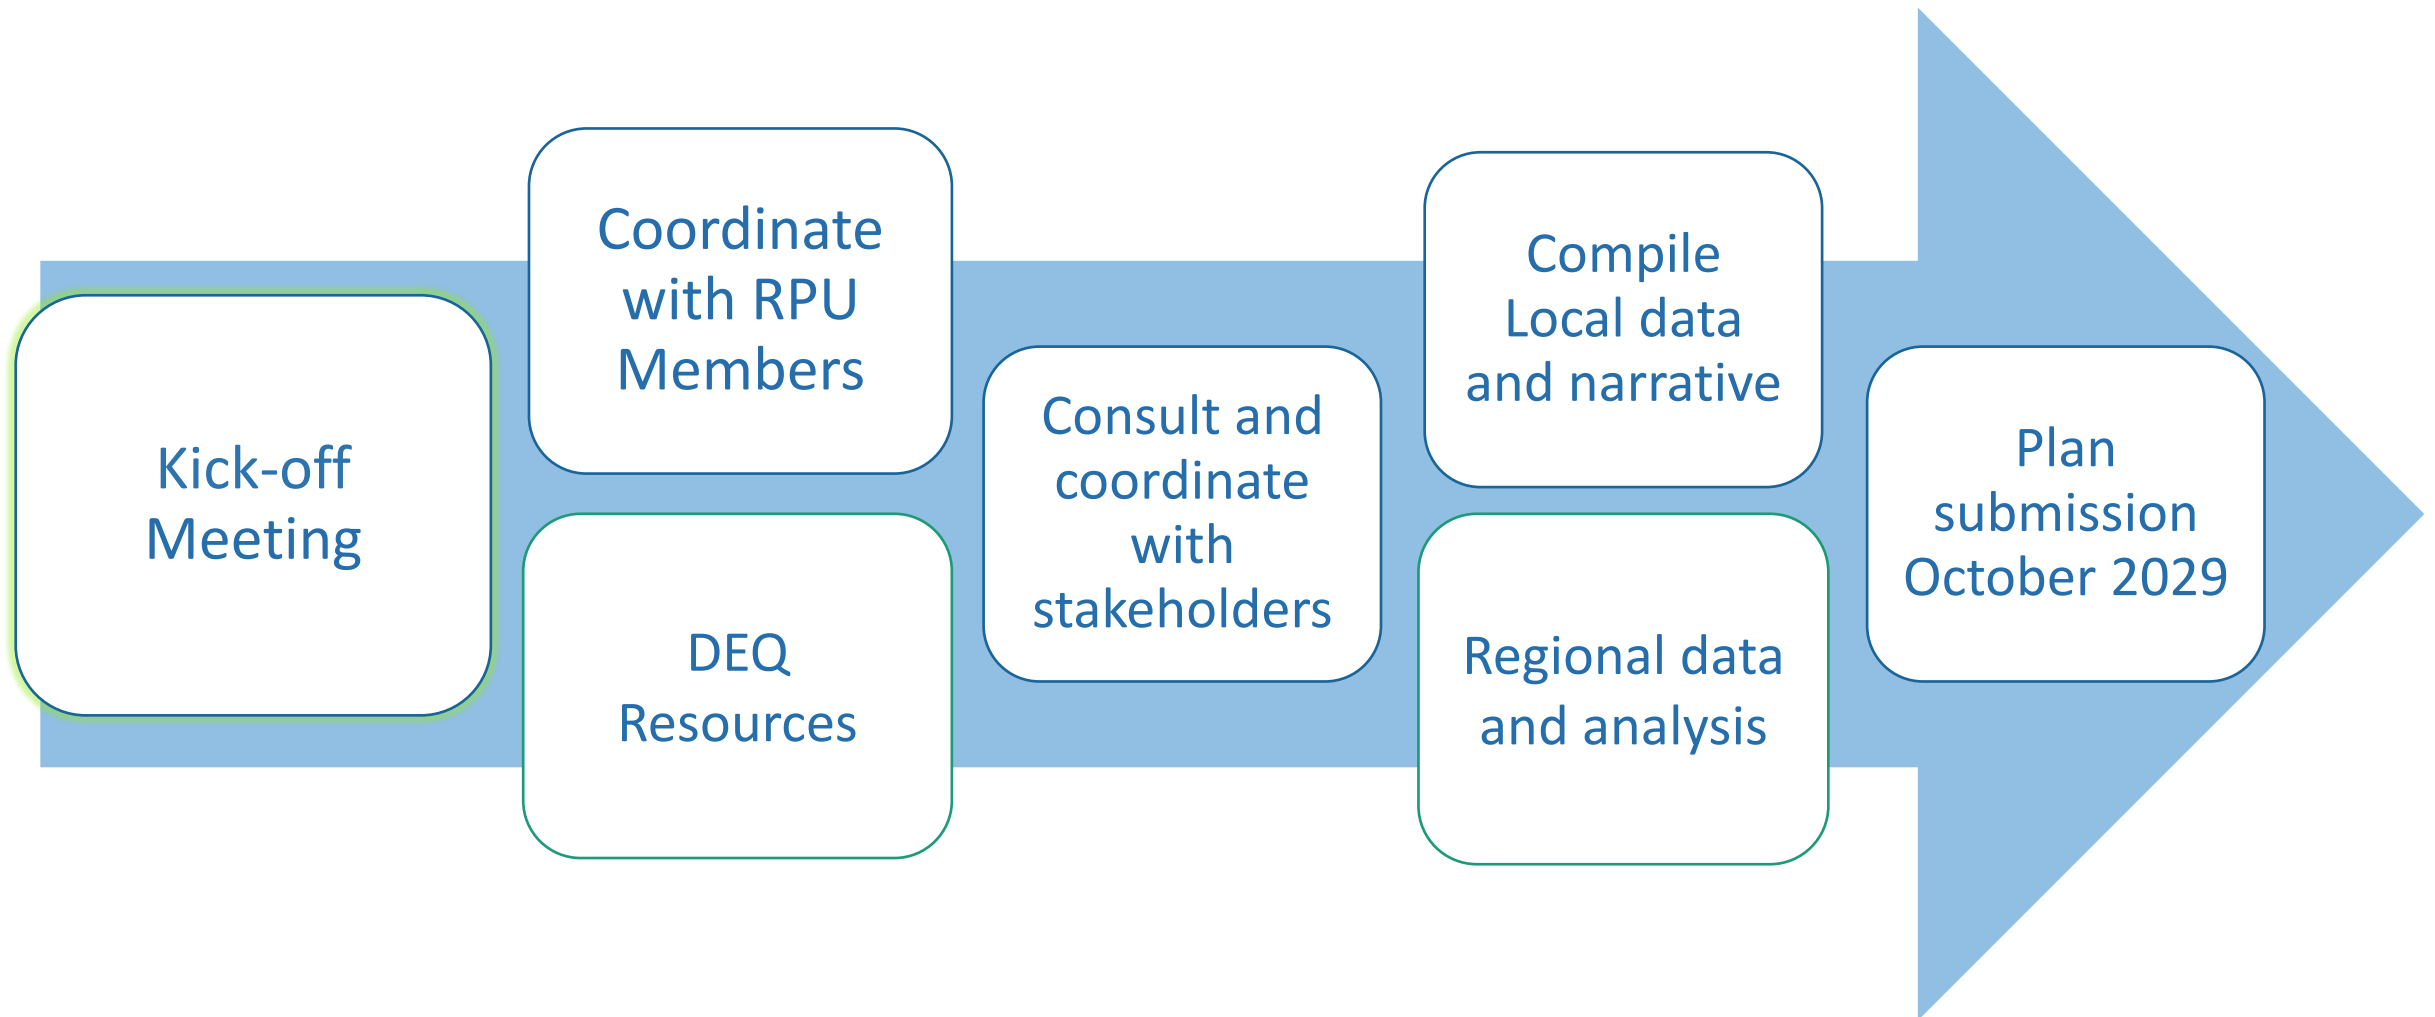 Kick-off
Meeting
Coordinate
with RPU
Members
DEQ
Resources
Consult and
coordinate
with
stakeholders
Compile
Local data
and narrative
Regional data
and analysis
Plan
submission
October 2029